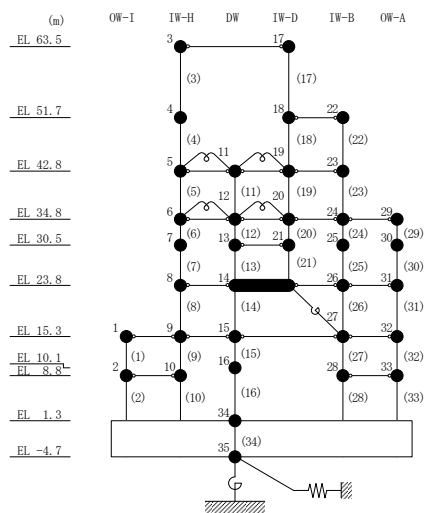 (m) OW-I IW-H DW IW-D IW-B OW-A
EL 63.5 3 17
(3) (17)
EL 51.7 4 18 22
(4) (18) (22)
11 19
EL 42.8 5 23
(5) (11) (19) (23)
12 20
EL 34.8 6 24 29
(6) (12) (20) (24) (29)
EL 30.5 7 13 21 25 30
(7) (13) (21) (25) (30)
EL 23.8 8 14 26 31
(8) (14) (26) (31)
27
EL 15.3 1 9 15 32
(1) (9) (15) (27) (32)
EL 10.1 16
EL 8.8 2 10 28 33
(2) (10) (16) (28) (33)
EL 1.3 34
(34)
EL -4.7 35